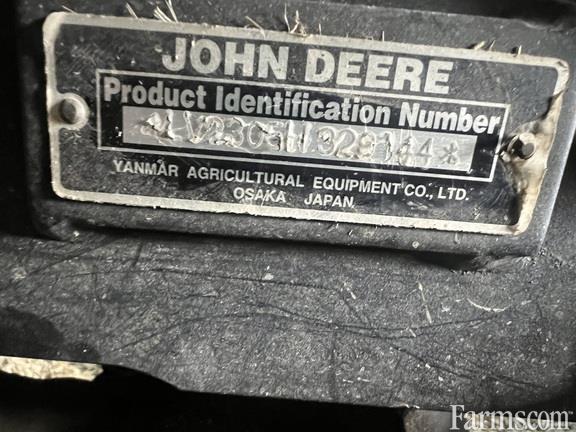 JOHN DEERE
Product Identification Number
YANMAR AGRICULTURAL EQUIPMENT CO., LTD.
OSAKA JAPAN
Farms.com